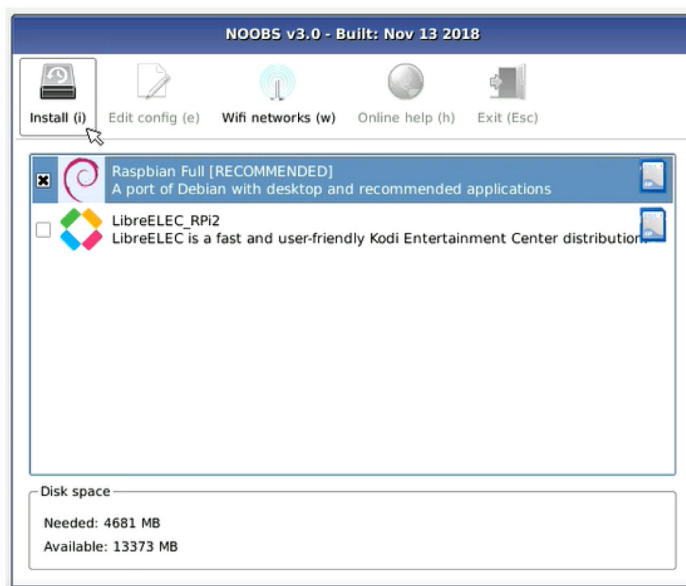 NOOBS v3.0 - Built: Nov 13 2018
Install (i) Edit config (e) Wifi networks (w) Online help (h) Exit (Esc)
Raspbian Full [RECOMMENDED]
A port of Debian with desktop and recommended applications
LibreELEC_RPi2
LibreELEC is a fast and user-friendly Kodi Entertainment Center distribution.
Disk space
Needed: 4681 MB
Available: 13373 MB